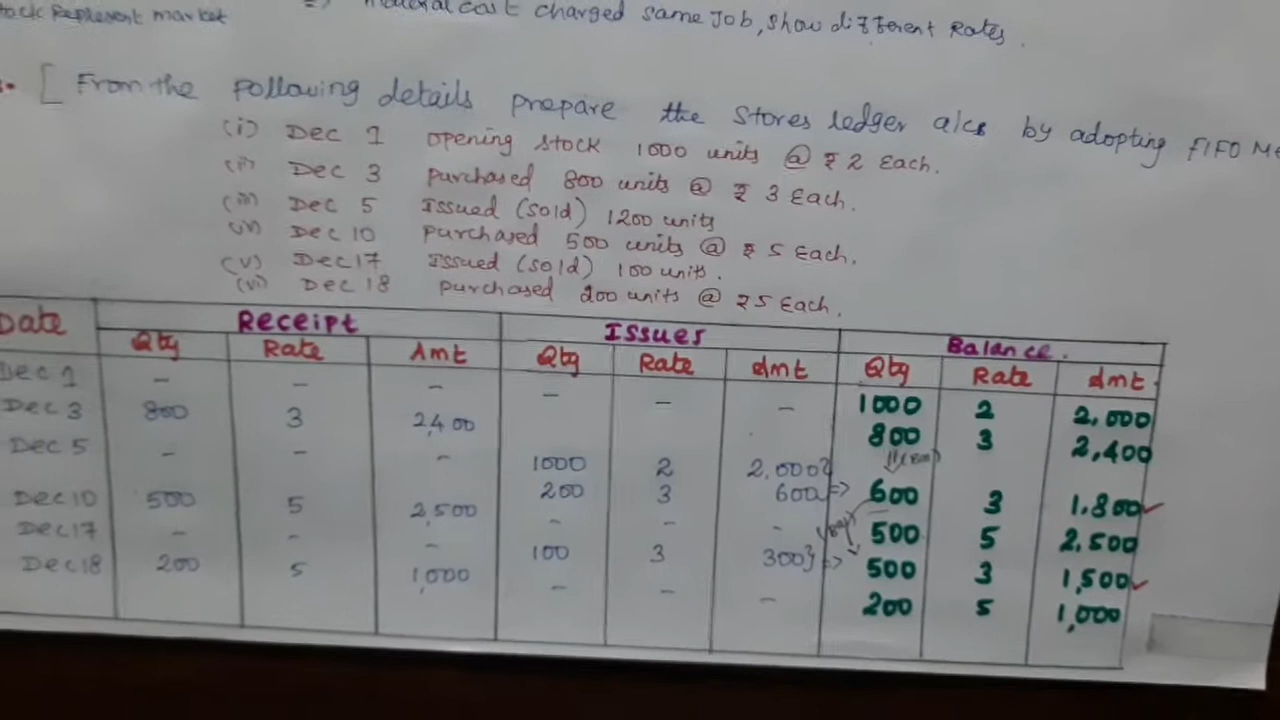 Represent market => cost charged same Job, show different Rates.
[ From the following details prepare the Stores ledger a/cs by adopting FIFO
(i) Dec 1 opening stock 1000 units @ ₹ 2 Each.
(ii) Dec 3 purchased 800 units @ ₹ 3 Each.
(iii) Dec 5 Issued (sold) 1200 units
(iv) Dec 10 purchased 500 units @ ₹ 5 Each.
(v) Dec 17 Issued (sold) 100 units.
(vi) Dec 18 purchased 200 units @ ₹5 Each.
Date Receipt Issues Balance.
Qty Rate Amt Qty Rate Amt Qty Rate Amt
Dec 1 - - - - - - 1000 2 2,000
Dec 3 800 3 2,400 800 3 2,400
Dec 5 - - - 1000 2 2,000}
200 3 600 => 600 3 1,800✓
Dec 10 500 5 2,500 - - - 500 5 2,500
Dec 17 - - - 100 3 300} => 500 3 1,500✓
Dec 18 200 5 1,000 - - - 200 5 1,000